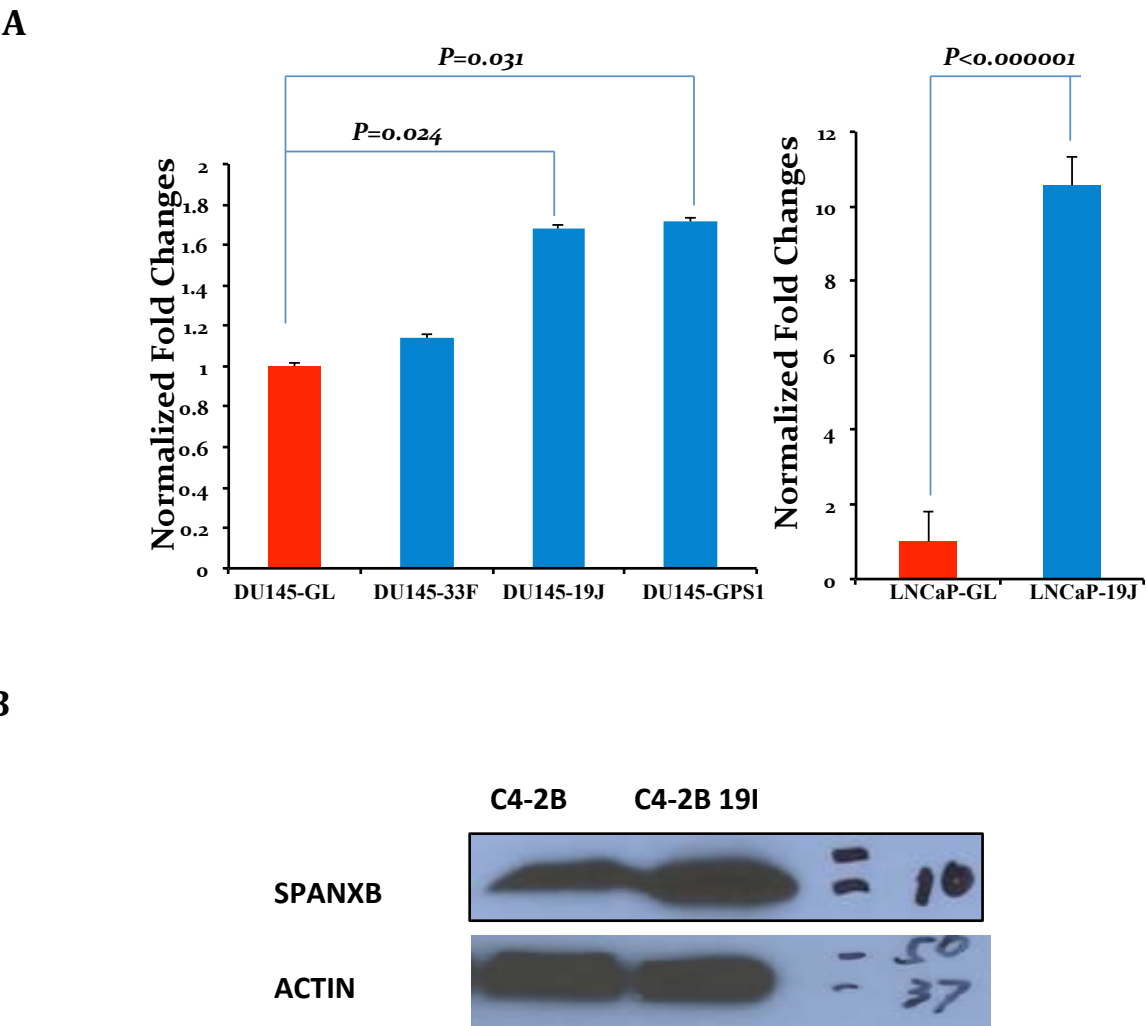 A
P=0.031
P=0.024
Normalized Fold Changes
2
1.8
1.6
1.4
1.2
1
0.8
0.6
0.4
0.2
0
DU145-GL
DU145-33F
DU145-19J
DU145-GPS1
P<0.000001
Normalized Fold Changes
12
10
8
6
4
2
0
LNCaP-GL
LNCaP-19J
B
C4-2B
C4-2B 19I
SPANXB
10
ACTIN
50
37